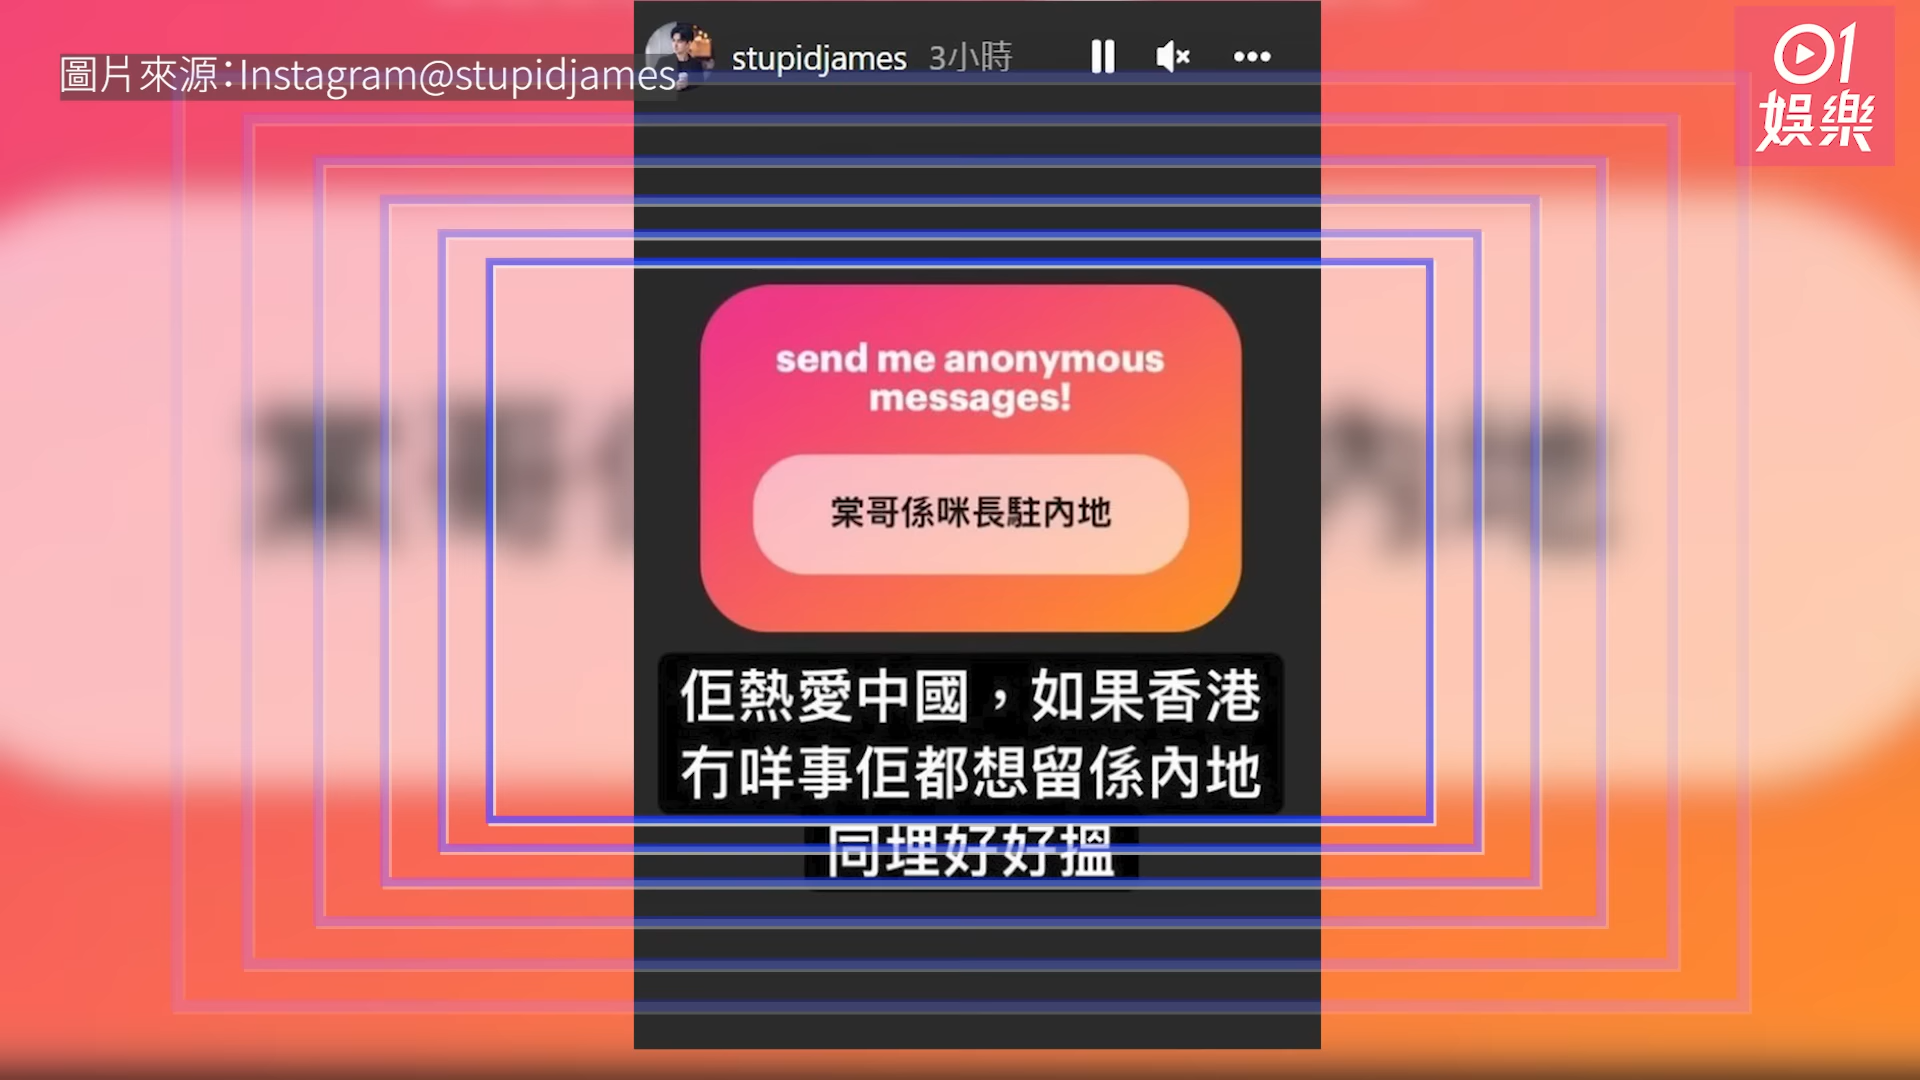 圖片來源:Instagram@stupidjames
stupidjames 3小時
01
娛樂
send me anonymous
messages!
棠哥係咪長駐內地
佢熱愛中國，如果香港
冇咩事佢都想留係內地
同埋好好搵